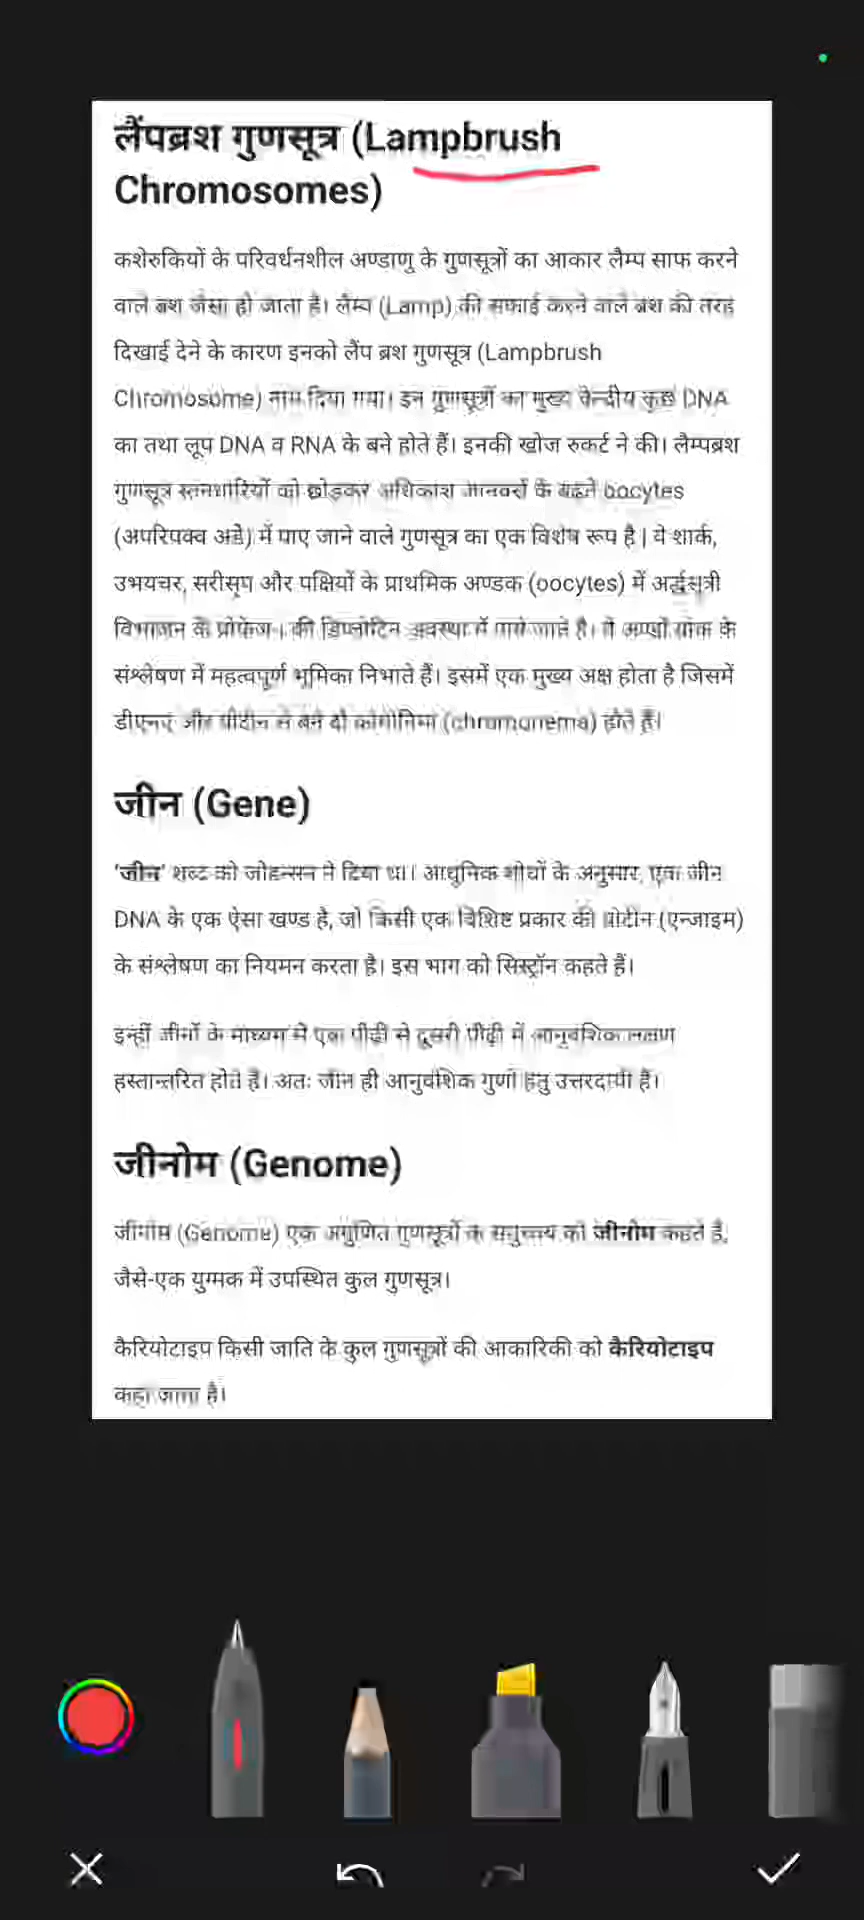 लैंपब्रश गुणसूत्र (Lampbrush
Chromosomes)
कशेरुकियों के परिवर्धनशील अण्डाणु के गुणसूत्रों का आकार लैम्प साफ करने
वाले ब्रश जैसा हो जाता है। लैम्प (Lamp) की सफाई करने वाले ब्रश की तरह
दिखाई देने के कारण इनको लैंप ब्रश गुणसूत्र (Lampbrush
Chromosome) नाम दिया गया। इन गुणसूत्रों का मुख्य केन्दीय कुछ DNA
का तथा लूप DNA व RNA के बने होते हैं। इनकी खोज रुकर्ट ने की। लैम्पब्रश
गुणसूत्र स्तनधारियों को छोड़कर अधिकांश जानवरों के बढ़ते oocytes
(अपरिपक्व अंडे) में पाए जाने वाले गुणसूत्र का एक विशेष रूप है | ये शार्क,
उभयचर, सरीसृप और पक्षियों के प्राथमिक अण्डक (oocytes) में अर्द्धसूत्री
विभाजन के प्रोफेज-I की डिप्लोटिन अवस्था में पाये जाते है। ये अण्डों के
संश्लेषण में महत्वपूर्ण भूमिका निभाते हैं। इसमें एक मुख्य अक्ष होता है जिसमें
डीएनए और प्रोटीन से बने दो (chromonema) होते हैं।
जीन (Gene)
'जीन' शब्द को जोहन्सन ने दिया था। आधुनिक शोधों के अनुसार, एक जीन
DNA के एक ऐसा खण्ड है, जो किसी एक विशिष्ट प्रकार की प्रोटीन (एन्जाइम)
के संश्लेषण का नियमन करता है। इस भाग को सिस्ट्रॉन कहते हैं।
इन्हीं जीनों के माध्यम से एक पीढ़ी से दूसरी पीढ़ी में आनुवंशिक लक्षण
हस्तान्तरित होते हैं। अतः जीन ही आनुवंशिक गुणों हेतु उत्तरदायी हैं।
जीनोम (Genome)
जीनोम (Genome) एक अगुणित गुणसूत्रों के समुच्चय को जीनोम कहते है,
जैसे-एक युग्मक में उपस्थित कुल गुणसूत्र।
कैरियोटाइप किसी जाति के कुल गुणसूत्रों की आकारिकी को कैरियोटाइप
कहा जाता है।